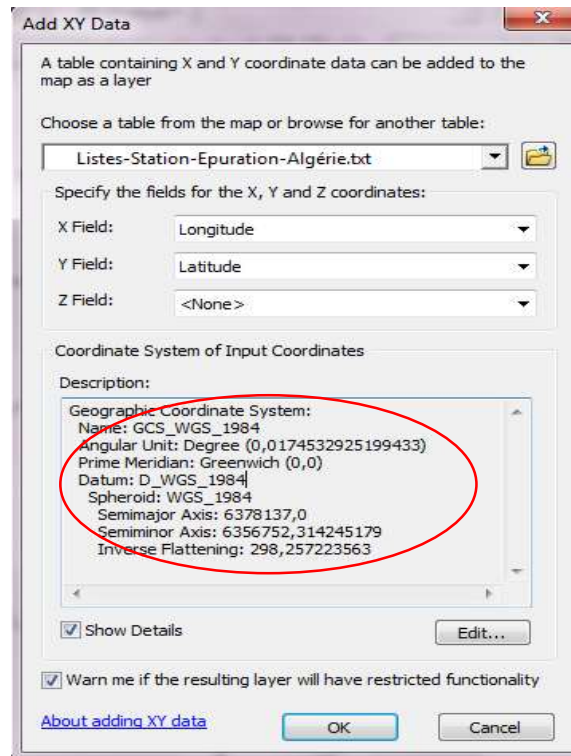 Add XY Data
A table containing X and Y coordinate data can be added to the
map as a layer
Choose a table from the map or browse for another table:
Listes-Station-Epuration-Algérie.txt
Specify the fields for the X, Y and Z coordinates:
X Field: Longitude
Y Field: Latitude
Z Field: <None>
Coordinate System of Input Coordinates
Description:
Geographic Coordinate System:
Name: GCS_WGS_1984
Angular Unit: Degree (0,0174532925199433)
Prime Meridian: Greenwich (0,0)
Datum: D_WGS_1984
Spheroid: WGS_1984
Semimajor Axis: 6378137,0
Semiminor Axis: 6356752,314245179
Inverse Flattening: 298,257223563
Show Details Edit...
Warn me if the resulting layer will have restricted functionality
About adding XY data OK Cancel